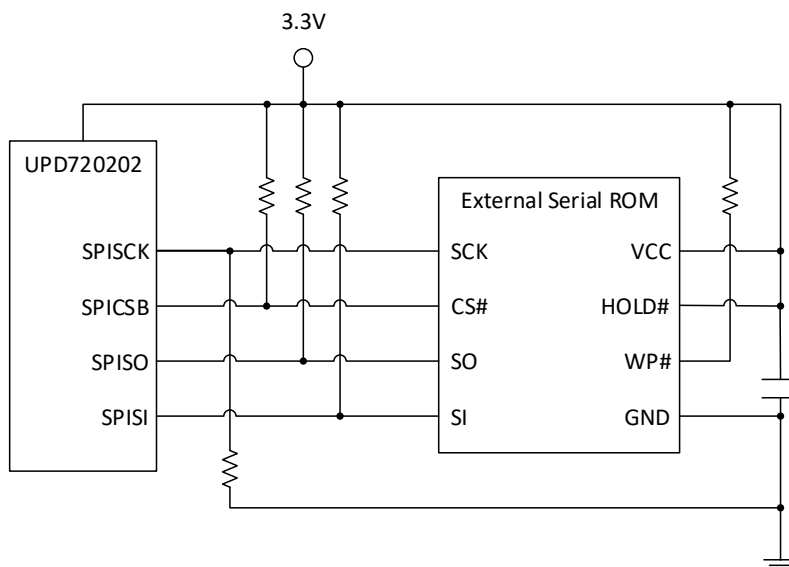 3.3V
UPD720202
External Serial ROM
SPISCK
SCK
VCC
SPICSB
CS#
HOLD#
SPISO
SO
WP#
SPISI
SI
GND